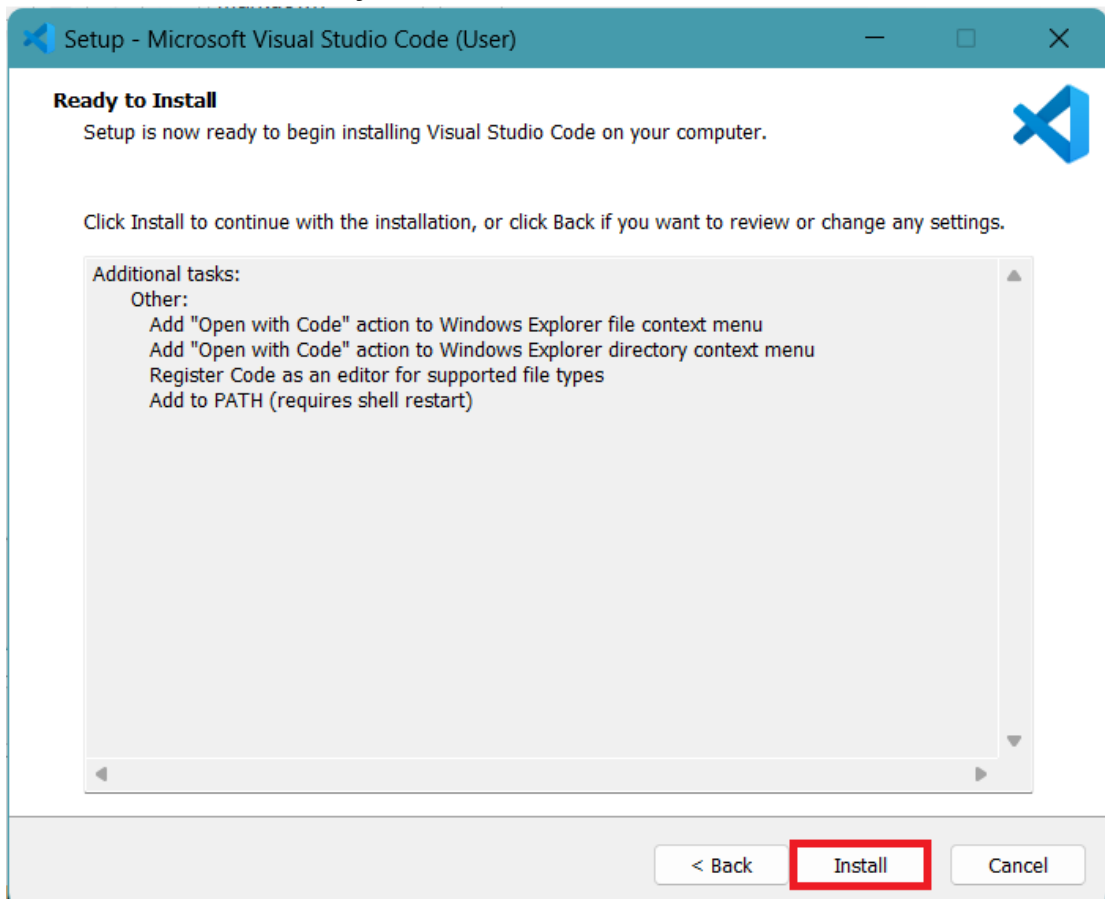 Setup - Microsoft Visual Studio Code (User)
Ready to Install
Setup is now ready to begin installing Visual Studio Code on your computer.
Click Install to continue with the installation, or click Back if you want to review or change any settings.
Additional tasks:
Other:
Add "Open with Code" action to Windows Explorer file context menu
Add "Open with Code" action to Windows Explorer directory context menu
Register Code as an editor for supported file types
Add to PATH (requires shell restart)
< Back Install Cancel